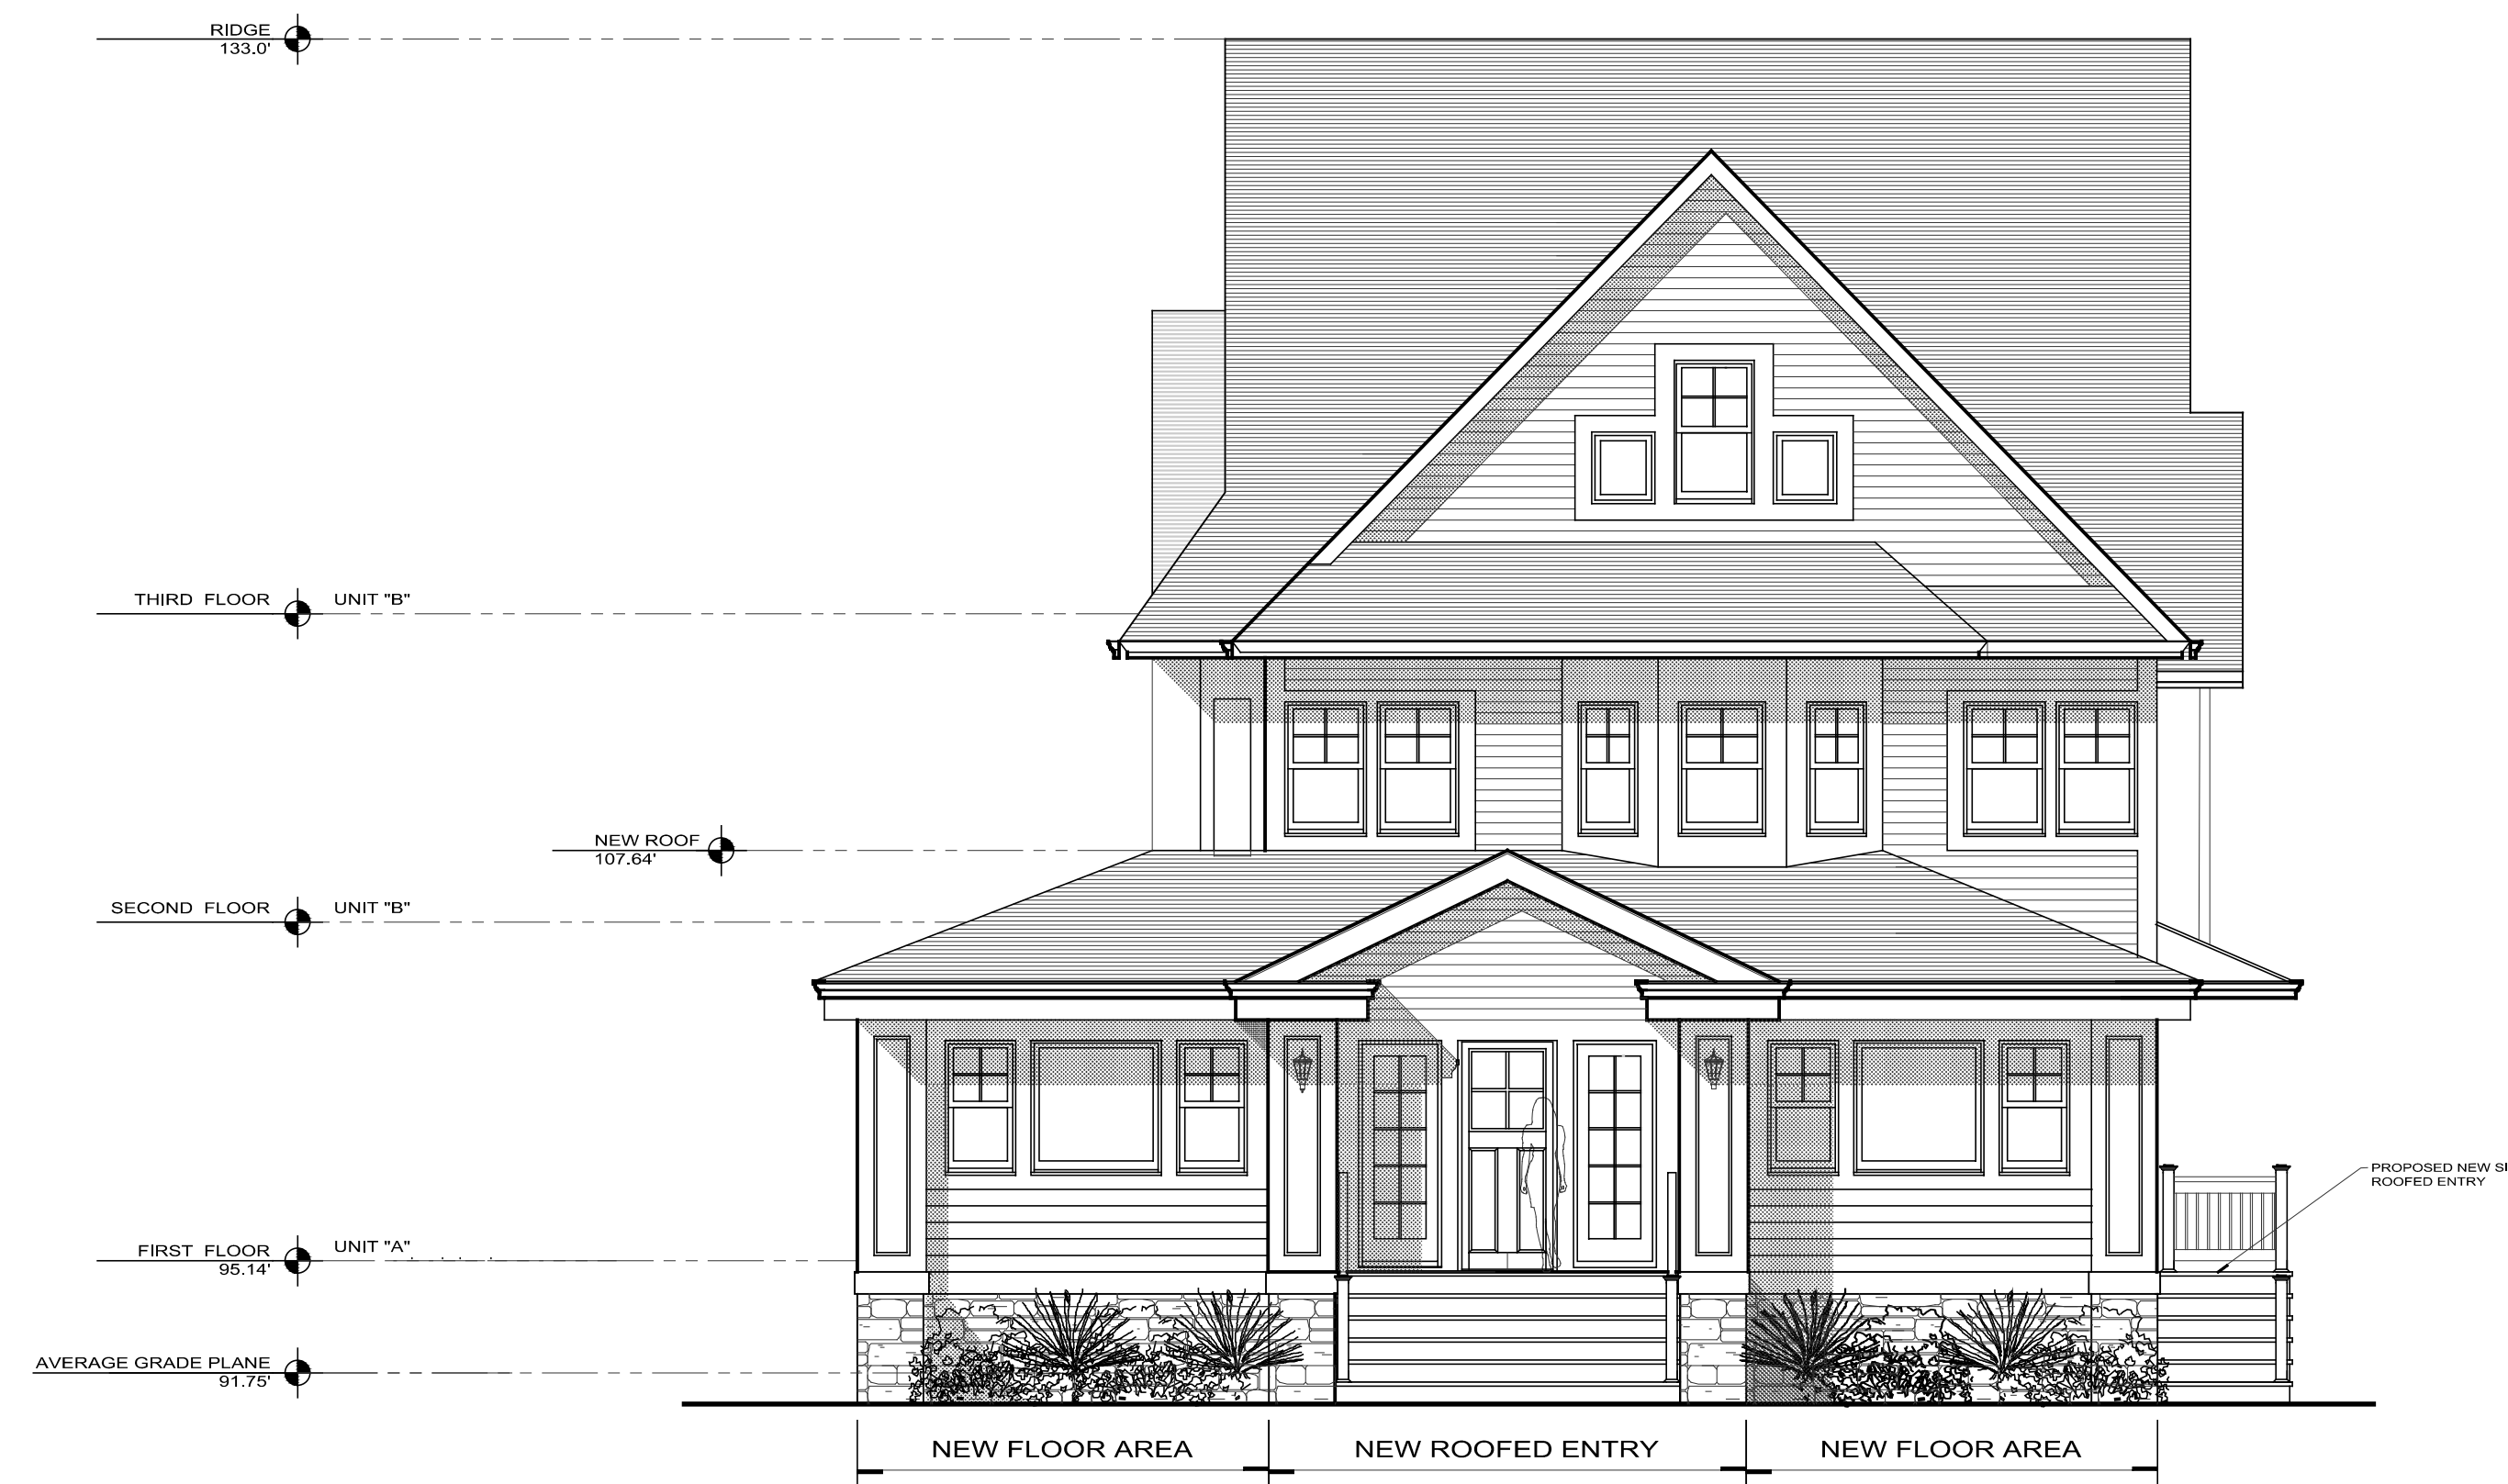 RIDGE
133.0'
THIRD FLOOR UNIT "B"
NEW ROOF
107.64'
SECOND FLOOR UNIT "B"
PROPOSED NEW SI
ROOFED ENTRY
FIRST FLOOR UNIT "A"
95.14'
AVERAGE GRADE PLANE
91.75'
NEW FLOOR AREA NEW ROOFED ENTRY NEW FLOOR AREA